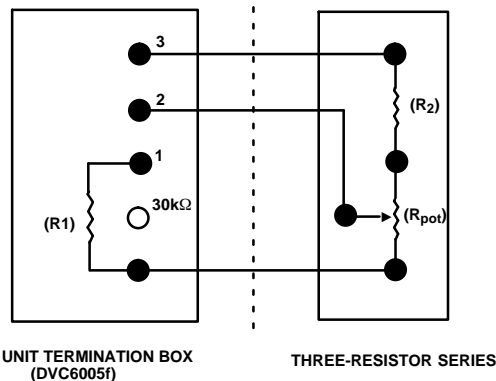 3
2
1
30kΩ
(R1)
(R2)
(Rpot)
UNIT TERMINATION BOX
(DVC6005f)
THREE-RESISTOR SERIES